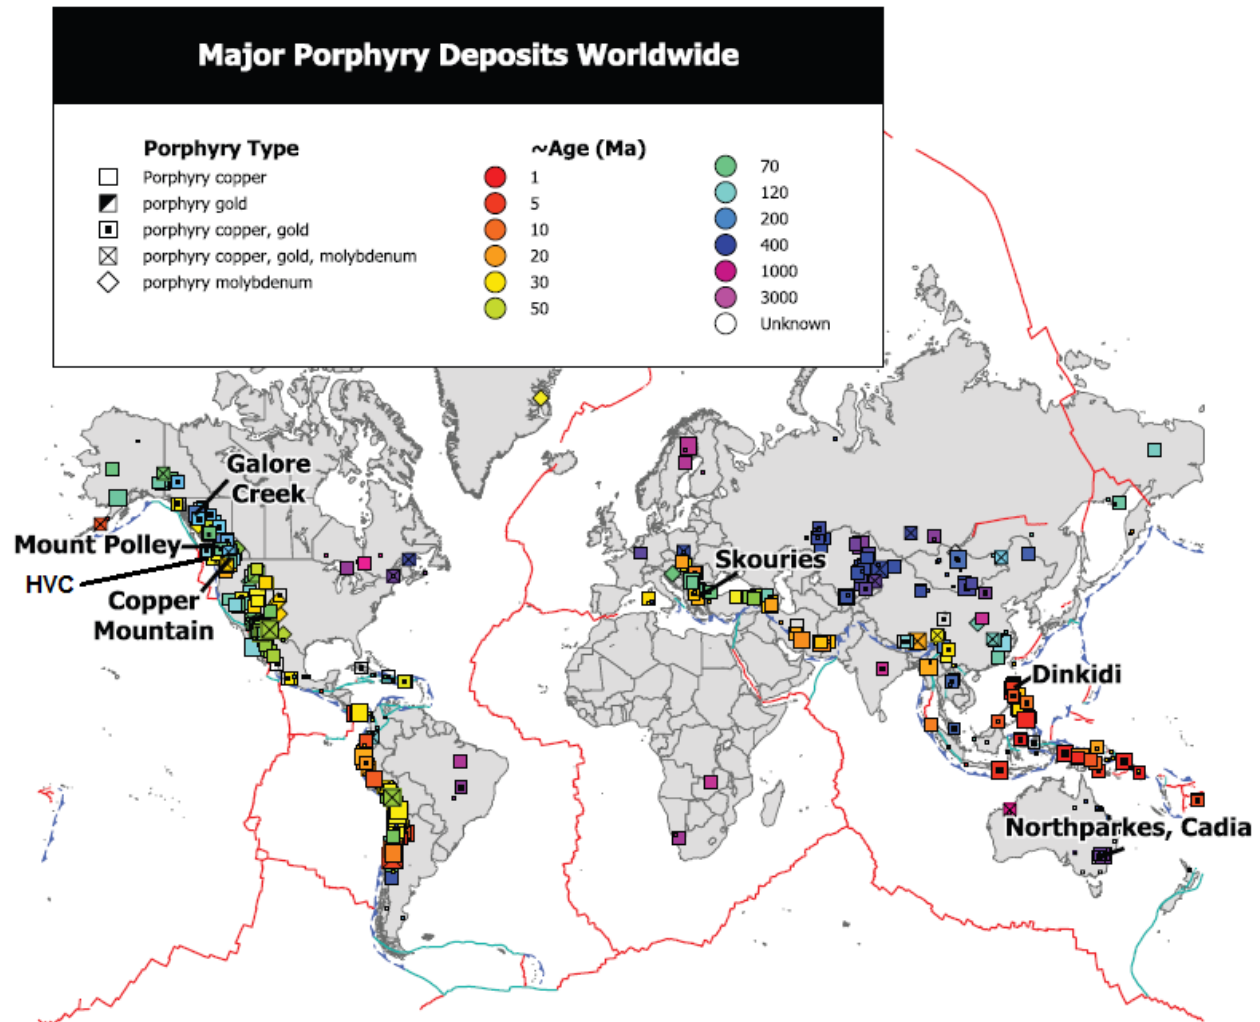 Major Porphyry Deposits Worldwide
Porphyry Type
Porphyry copper
porphyry gold
porphyry copper, gold
porphyry copper, gold, molybdenum
porphyry molybdenum
~Age (Ma)
1
5
10
20
30
50
70
120
200
400
1000
3000
Unknown
Galore
Creek
Mount Polley
HVC
Copper
Mountain
Skouries
Dinkidi
Northparkes, Cadia